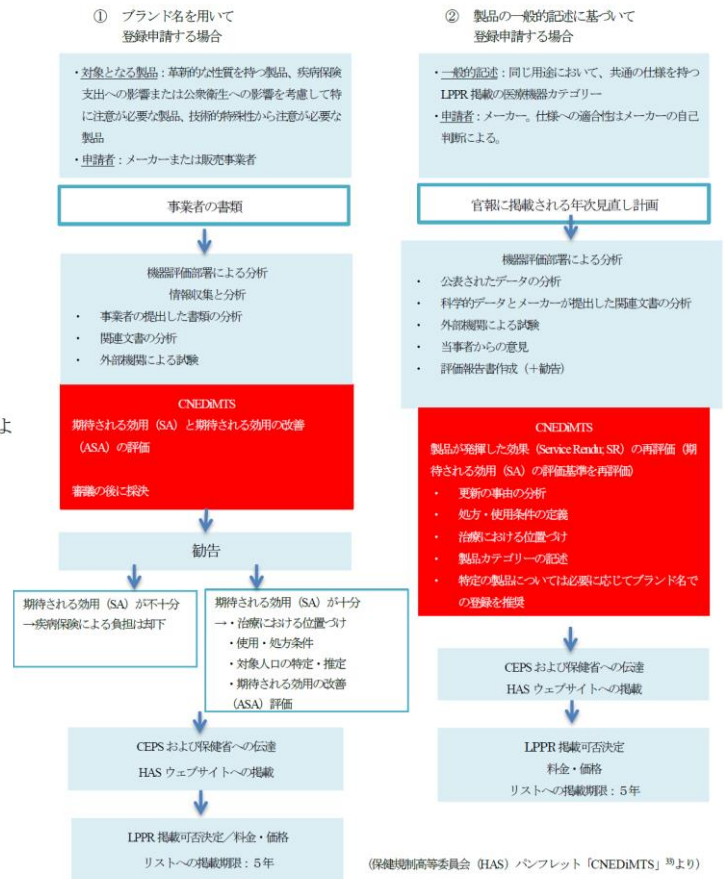 ① ブランド名を用いて
登録申請する場合
・対象となる製品：革新的な性質を持つ製品、疾病保険
支出への影響または公衆衛生への影響を考慮して特
に注意が必要な製品、技術的特殊性から注意が必要な
製品
・申請者：メーカーまたは販売事業者
事業者の書類
機器評価部署による分析
情報収集と分析
・ 事業者の提出した書類の分析
・ 関連文書の分析
・ 外部機関による試験
CNEDiMTS
期待される効用（SA）と期待される効用の改善
（ASA）の評価
審議の後に採決
よ
勧告
期待される効用（SA）が不十分
→疾病保険による負担は却下
期待される効用（SA）が十分
→・治療における位置づけ
・使用・処方条件
・対象人口の特定・推定
・期待される効用の改善
（ASA）評価
CEPS および保健省への伝達
HAS ウェブサイトへの掲載
LPPR 掲載可否決定／料金・価格
リストへの掲載期限：５年
② 製品の一般的記述に基づいて
登録申請する場合
・一般的記述：同じ用途において、共通の仕様を持つ
LPPR 掲載の医療機器カテゴリー
・申請者：メーカー。仕様への適合性はメーカーの自己
判断による。
官報に掲載される年次見直し計画
機器評価部署による分析
・ 公表されたデータの分析
・ 科学的データとメーカーが提出した関連文書の分析
・ 外部機関による試験
・ 当事者からの意見
・ 評価報告書作成（＋勧告）
CNEDiMTS
製品が発揮した効果（Service Rendu; SR）の再評価（期
待される効用（SA）の評価基準を再評価）
・ 更新の事由の分析
・ 処方・使用条件の定義
・ 治療における位置づけ
・ 製品カテゴリーの記述
・ 特定の製品については必要に応じてブランド名で
の登録を推奨
CEPS および保健省への伝達
HAS ウェブサイトへの掲載
LPPR 掲載可否決定
料金・価格
リストへの掲載期限：５年
（保健規制高等委員会（HAS）パンフレット「CNEDiMTS」³⁹⁾より）